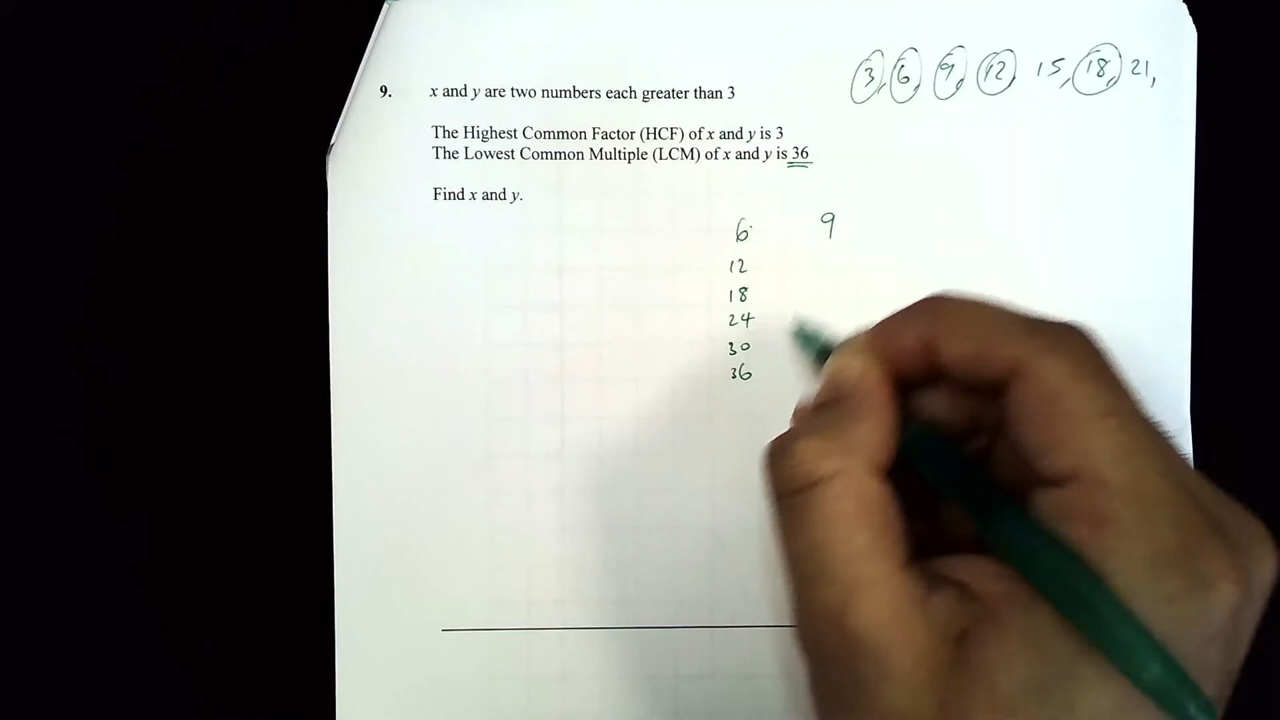 3, 6, 9, 12, 15, 18, 21,
9. x and y are two numbers each greater than 3
The Highest Common Factor (HCF) of x and y is 3
The Lowest Common Multiple (LCM) of x and y is 36
Find x and y.
6 9
12
18
24
30
36